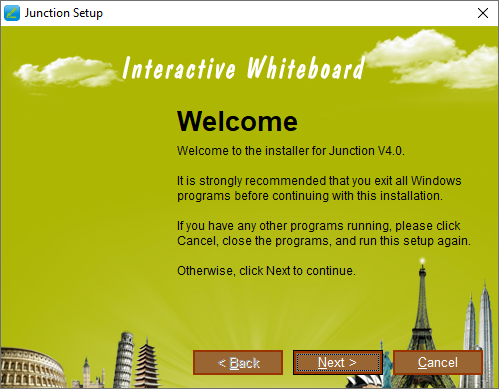 Junction Setup
Interactive Whiteboard
Welcome
Welcome to the installer for Junction V4.0.
It is strongly recommended that you exit all Windows
programs before continuing with this installation.
If you have any other programs running, please click
Cancel, close the programs, and run this setup again.
Otherwise, click Next to continue.
< Back
Next >
Cancel